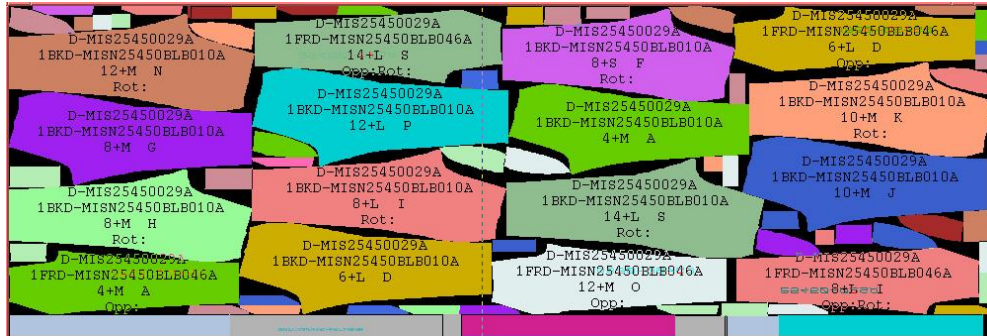 D-MIS25450029A
1BKD-MISN25450BLB010A
12+M N
Rot:
D-MIS25450029A
1FRD-MISN25450BLB046A
14+L S
Opp:Rot:
D-MIS25450029A
1BKD-MISN25450BLB010A
8+S F
Rot:
D-MIS25450029A
1FRD-MISN25450BLB046A
6+L D
Opp:
D-MIS25450029A
1BKD-MISN25450BLB010A
8+M G
D-MIS25450029A
1BKD-MISN25450BLB010A
12+L P
D-MIS25450029A
1BKD-MISN25450BLB010A
4+M A
D-MIS25450029A
1BKD-MISN25450BLB010A
10+M K
Rot:
D-MIS25450029A
1BKD-MISN25450BLB010A
8+M H
Rot:
D-MIS25450029A
1BKD-MISN25450BLB010A
8+L I
Rot:
D-MIS25450029A
1BKD-MISN25450BLB010A
14+L S
Rot:
D-MIS25450029A
1BKD-MISN25450BLB010A
10+M J
D-MIS25450029A
1FRD-MISN25450BLB046A
4+M A
Opp:
D-MIS25450029A
1BKD-MISN25450BLB010A
6+L D
D-MIS25450029A
1FRD-MISN25450BLB046A
12+M O
Opp:
D-MIS25450029A
1FRD-MISN25450BLB046A
8+L I
Opp:Rot: